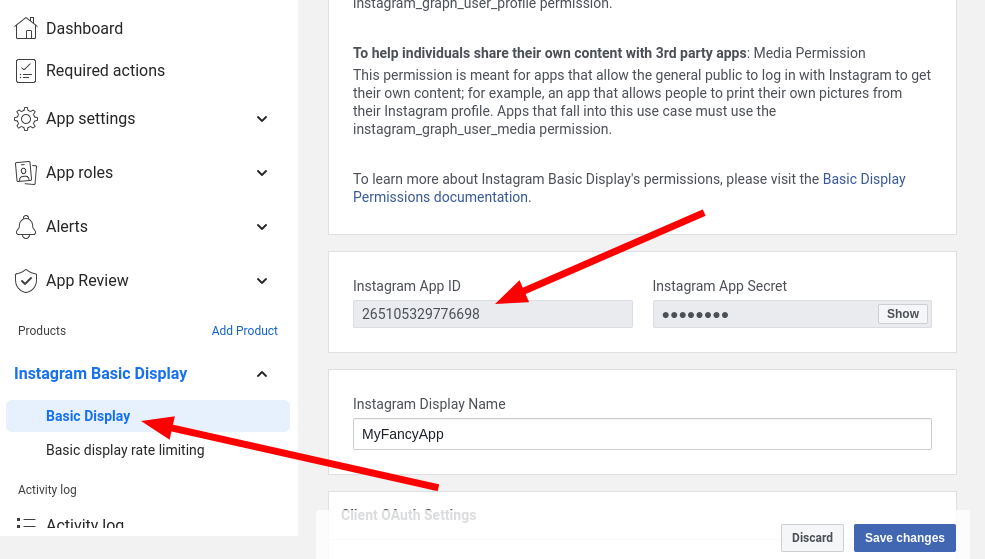 Dashboard
Required actions
App settings
App roles
Alerts
App Review
Products Add Product
Instagram Basic Display
Basic Display
Basic display rate limiting
Activity log
Activity log
instagram_graph_user_profile permission.
To help individuals share their own content with 3rd party apps: Media Permission
This permission is meant for apps that allow the general public to log in with Instagram to get
their own content; for example, an app that allows people to print their own pictures from
their Instagram profile. Apps that fall into this use case must use the
instagram_graph_user_media permission.
To learn more about Instagram Basic Display's permissions, please visit the Basic Display
Permissions documentation.
Instagram App ID
265105329776698
Instagram App Secret
●●●●●●●● Show
Instagram Display Name
MyFancyApp
Client OAuth Settings
Discard Save changes